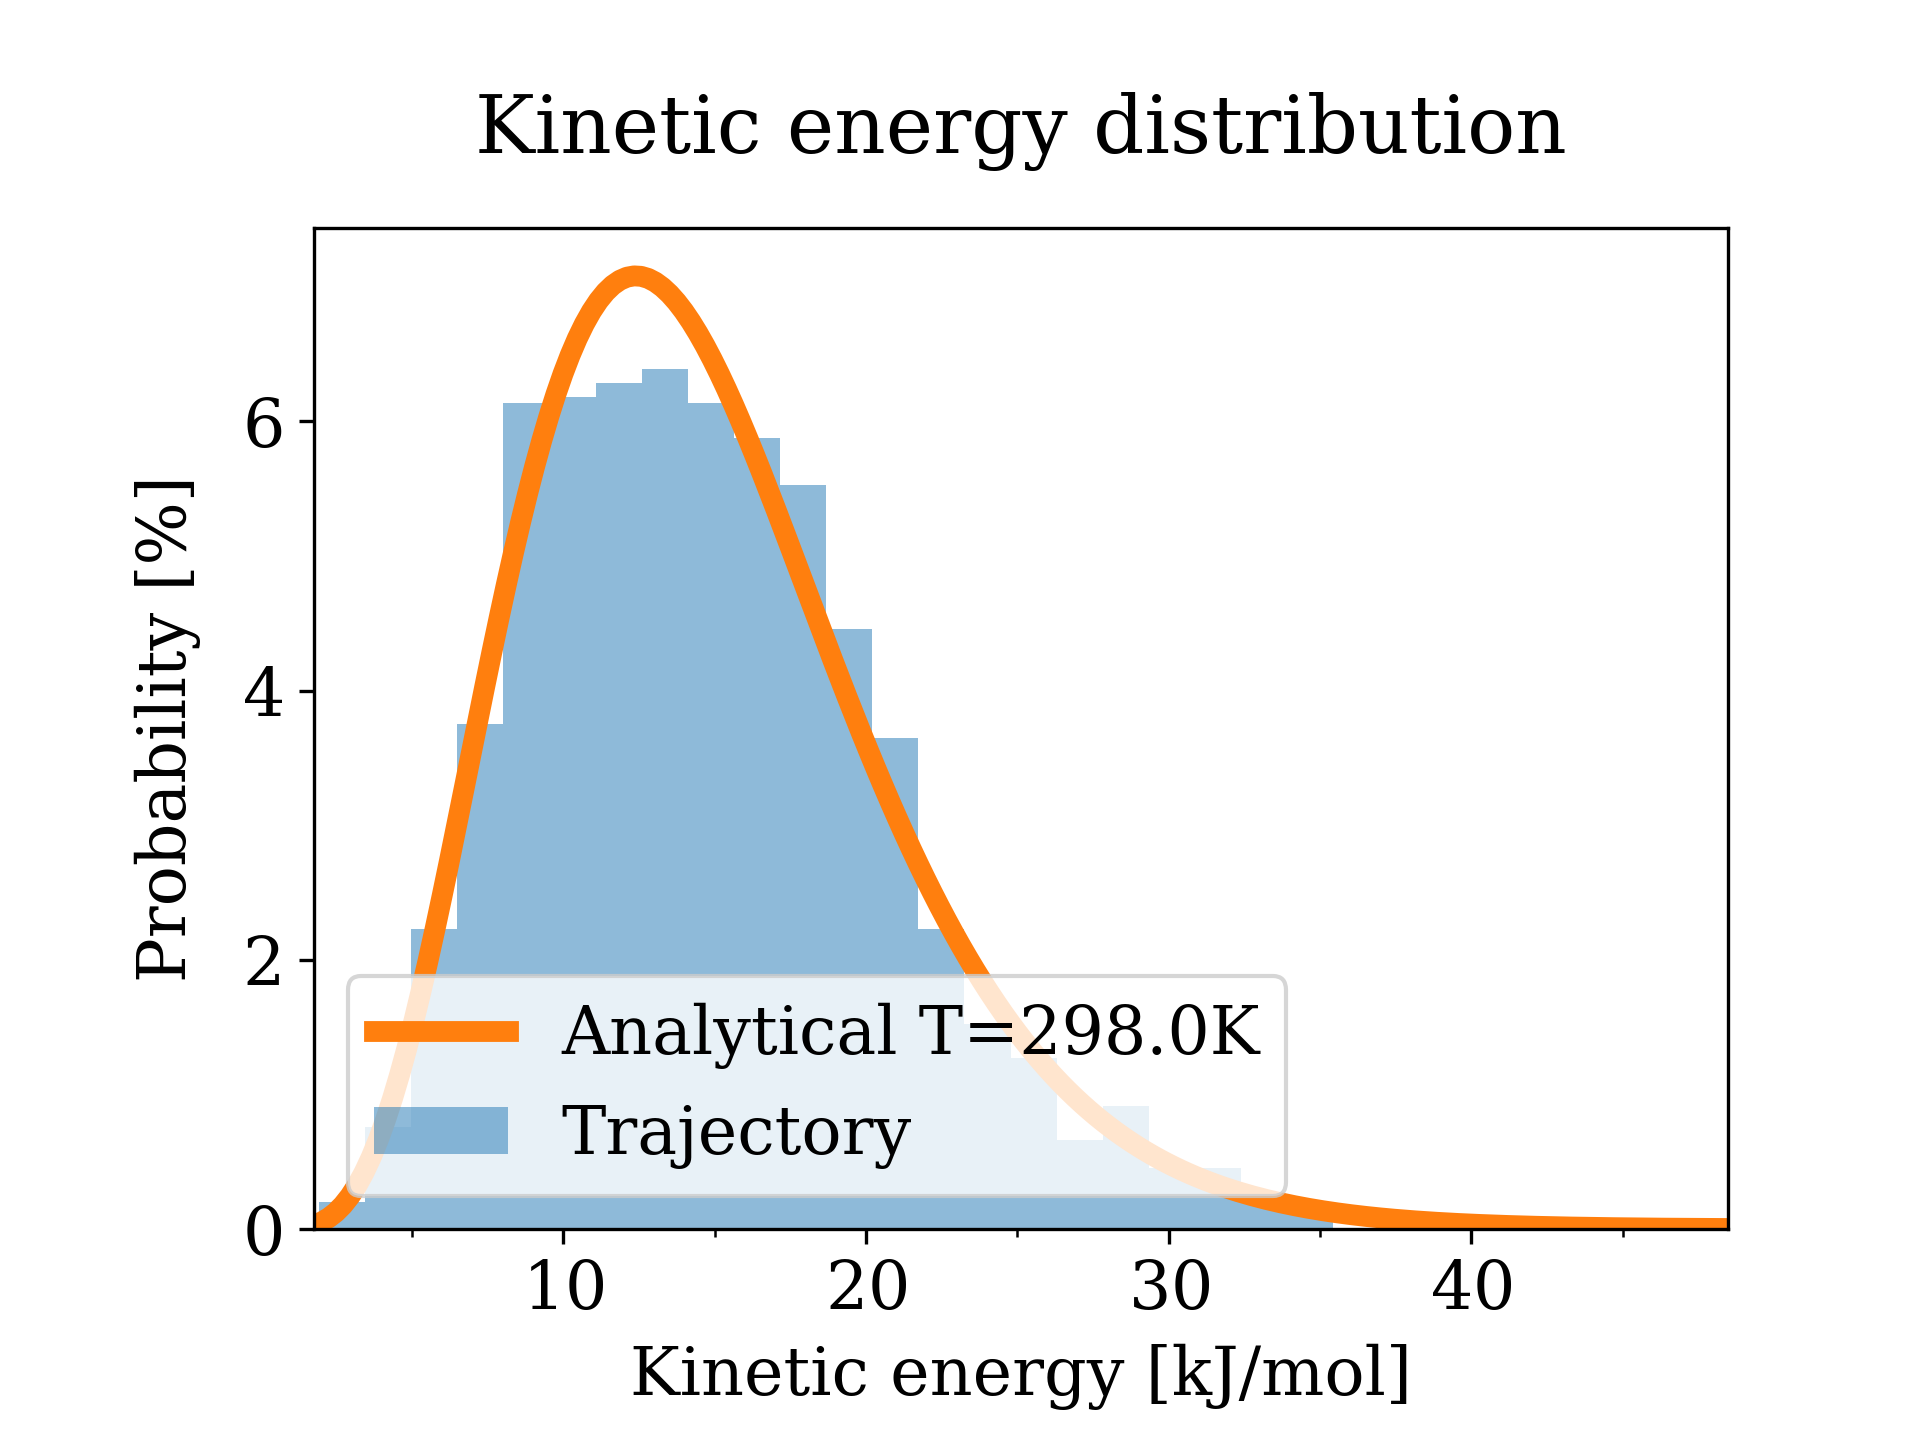 Kinetic energy distribution
Probability [%]
6
4
2
0
Analytical T=298.0K
Trajectory
10 20 30 40
Kinetic energy [kJ/mol]